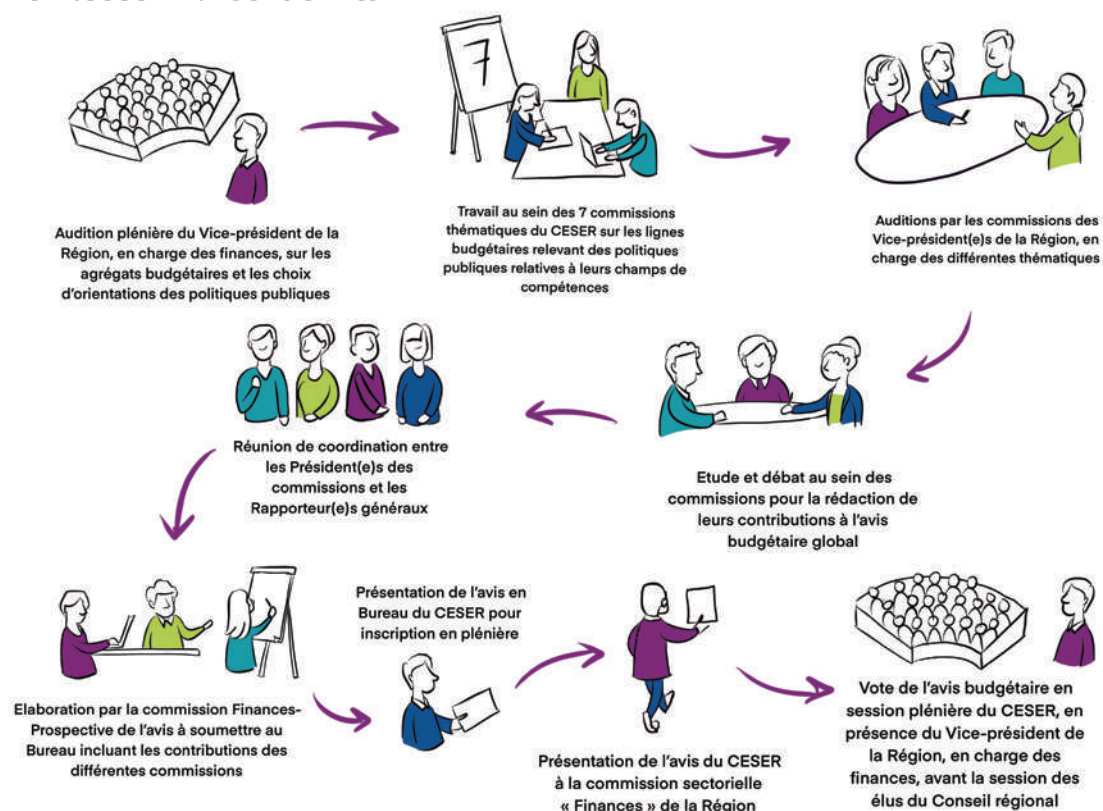 7
Audition plénière du Vice-président de la
Région, en charge des finances, sur les
agrégats budgétaires et les choix
d'orientations des politiques publiques
Travail au sein des 7 commissions
thématiques du CESER sur les lignes
budgétaires relevant des politiques
publiques relatives à leurs champs de
compétences
Auditions par les commissions des
Vice-président(e)s de la Région, en
charge des différentes thématiques
Etude et débat au sein des
commissions pour la rédaction de
leurs contributions à l'avis
budgétaire global
Réunion de coordination entre
les Président(e)s des
commissions et les
Rapporteur(e)s généraux
Elaboration par la commission Finances-
Prospective de l'avis à soumettre au
Bureau incluant les contributions des
différentes commissions
Présentation de l'avis en
Bureau du CESER pour
inscription en plénière
Présentation de l'avis du CESER
à la commission sectorielle
« Finances » de la Région
Vote de l'avis budgétaire en
session plénière du CESER, en
présence du Vice-président de
la Région, en charge des
finances, avant la session des
élus du Conseil régional